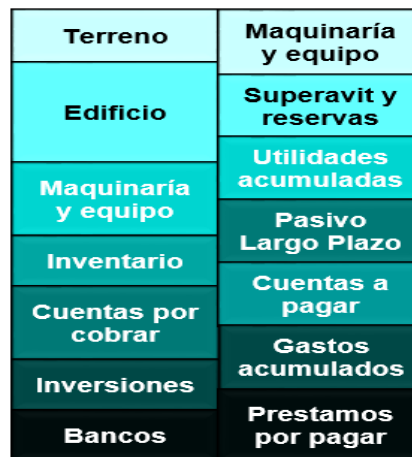 Terreno
Edificio
Maquinaría
y equipo
Inventario
Cuentas por
cobrar
Inversiones
Bancos
Maquinaría
y equipo
Superavit y
reservas
Utilidades
acumuladas
Pasivo
Largo Plazo
Cuentas a
pagar
Gastos
acumulados
Prestamos
por pagar